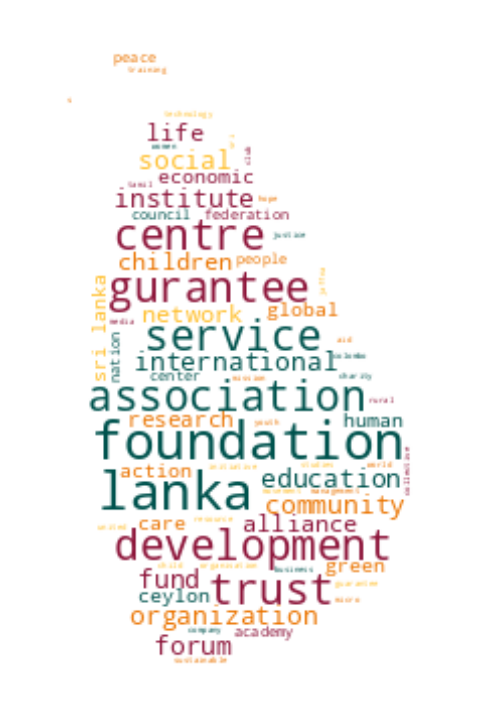 peace
training
technology
life
women
social
economic
tamil
institute
hope
council federation
centre
justice
children people
gurantee
sri lanka
network global
media
service
nation
aid
international
colombo
center
mission
charity
association
rural
research
youth
human
foundation
collective
action
initiative
studies
world
education
lanka
management
community
united
care
resource
alliance
development
child
organisation
business
green
fund
trust
guarantee
ceylon
micro
organization
company
academy
forum
sustainable